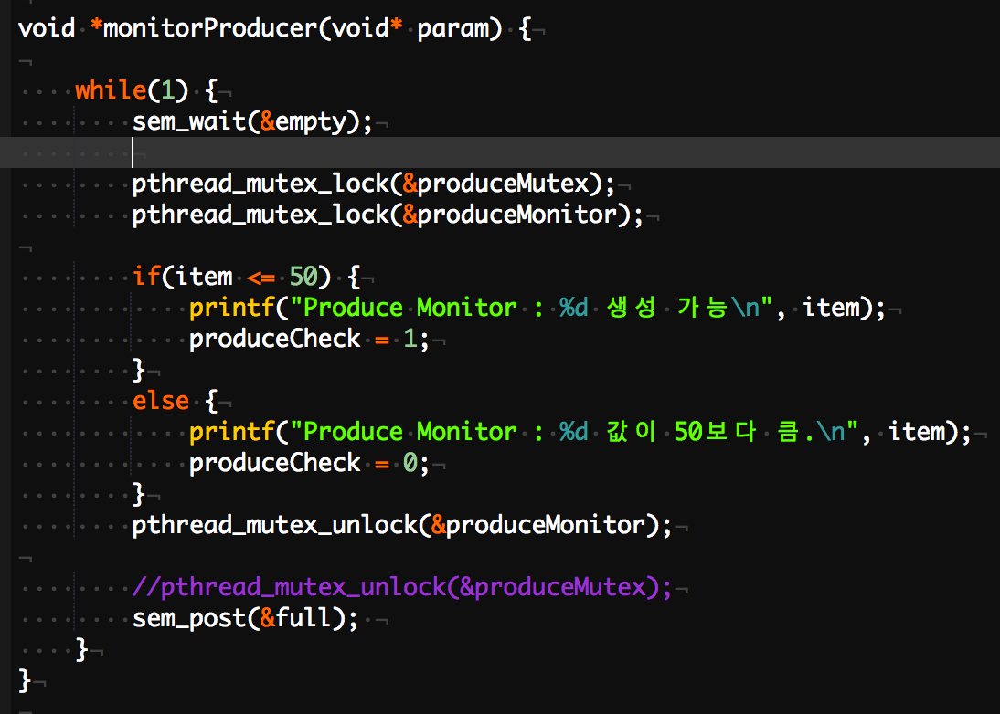 void *monitorProducer(void* param) {
while(1) {
sem_wait(&empty);
pthread_mutex_lock(&produceMutex);
pthread_mutex_lock(&produceMonitor);
if(item <= 50) {
printf("Produce Monitor : %d 생성 가능\n", item);
produceCheck = 1;
}
else {
printf("Produce Monitor : %d 값이 50보다 큼.\n", item);
produceCheck = 0;
}
pthread_mutex_unlock(&produceMonitor);
//pthread_mutex_unlock(&produceMutex);
sem_post(&full);
}
}